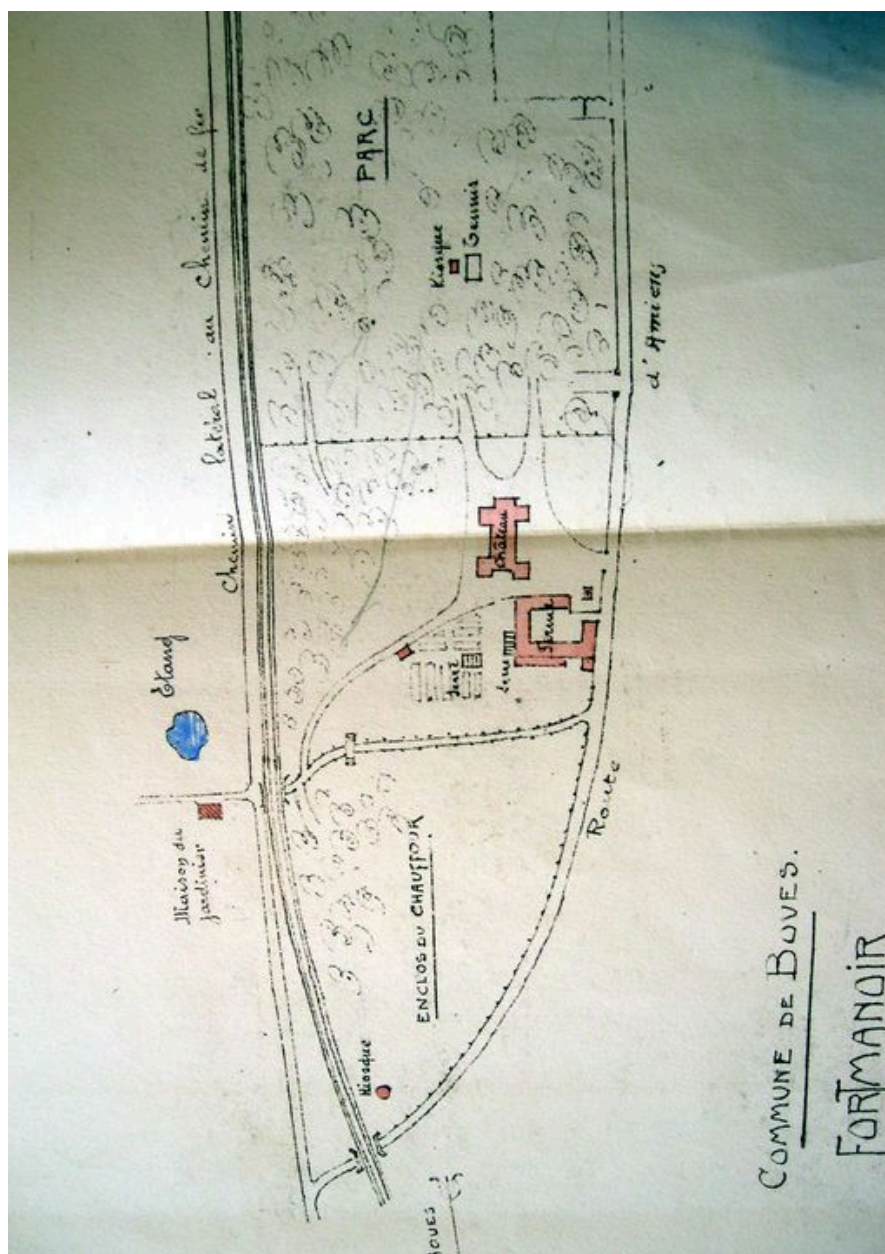 Chemin latéral au Chemin de fer
PARC
Kiosque
Tennis
d'Amiens
Château
Ferme
Serre
Etang
Maison du
jardinier
Route
ENCLOS DU CHAUFFOUR
Kiosque
COMMUNE DE BOVES.
FORTMANOIR